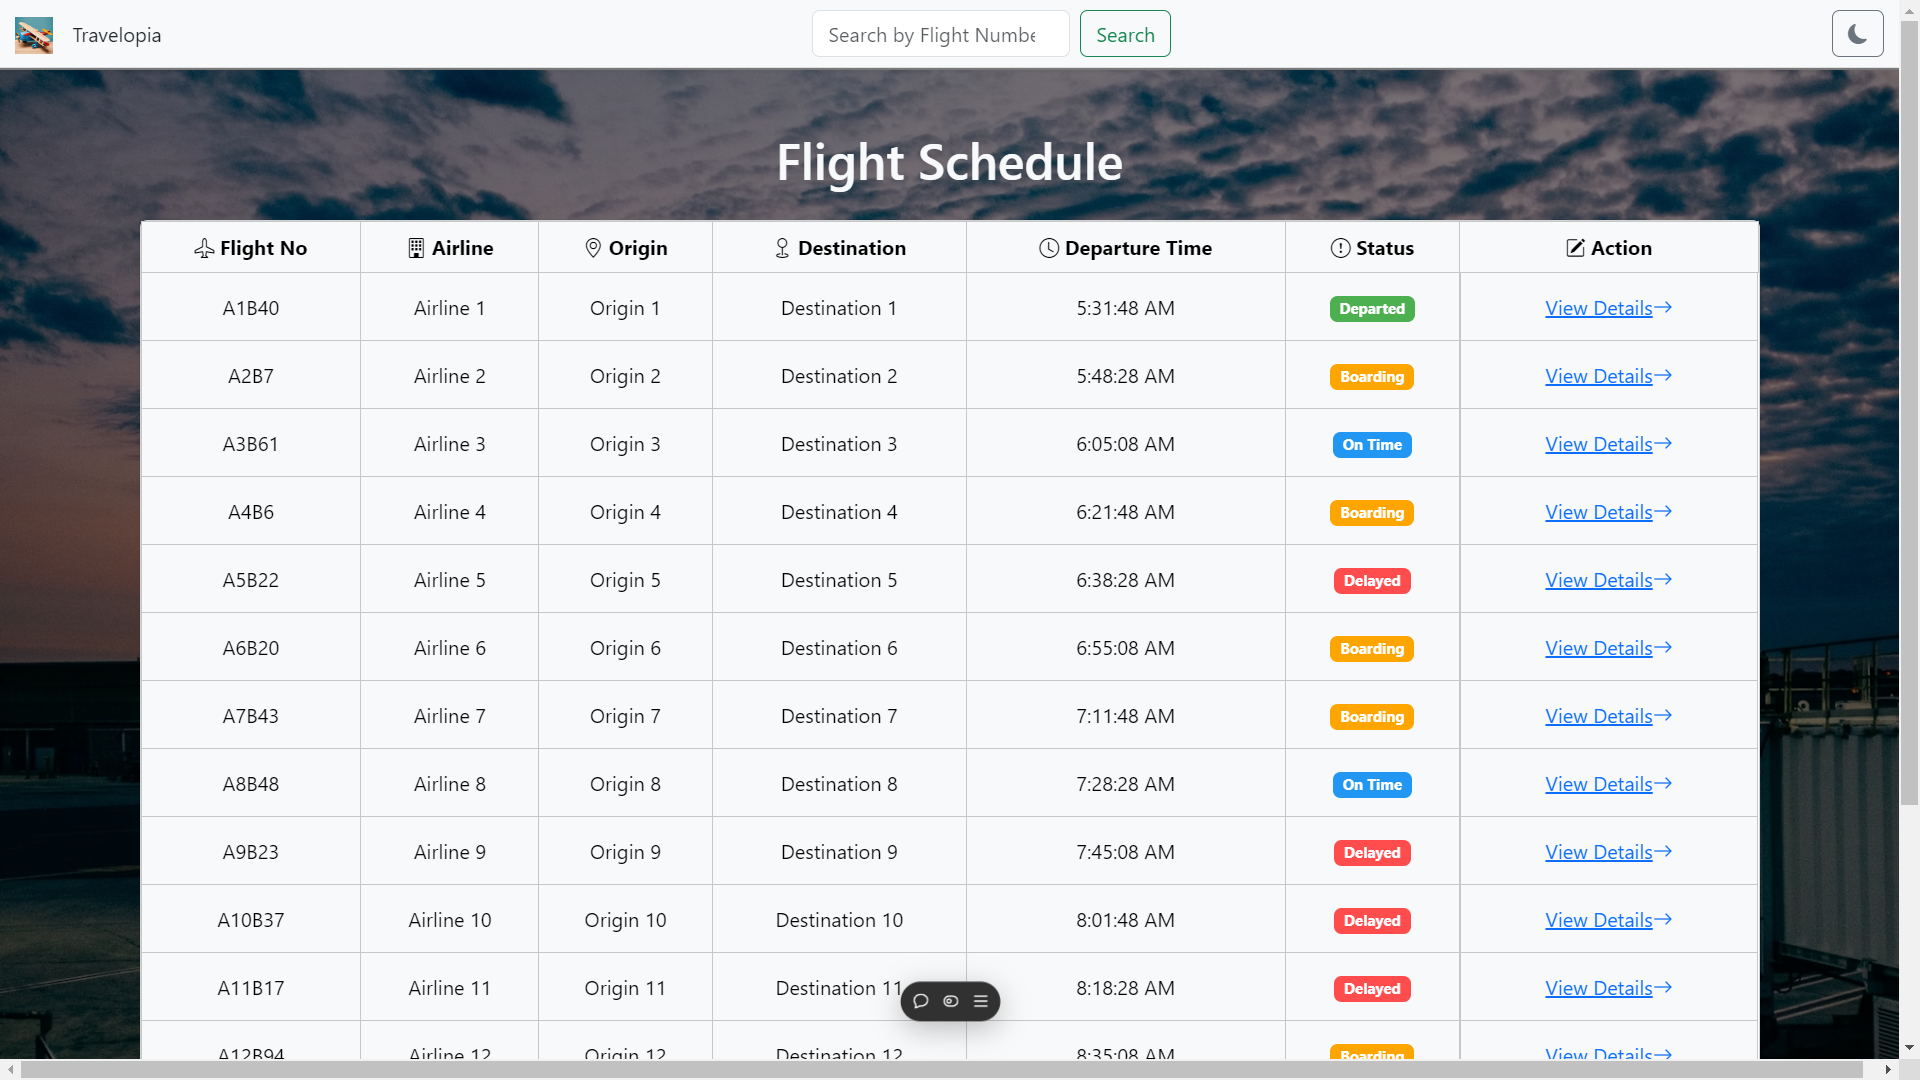 Travelopia
Search by Flight Numbe
Search
Flight Schedule
Flight No Airline Origin Destination Departure Time Status Action
A1B40 Airline 1 Origin 1 Destination 1 5:31:48 AM Departed View Details
A2B7 Airline 2 Origin 2 Destination 2 5:48:28 AM Boarding View Details
A3B61 Airline 3 Origin 3 Destination 3 6:05:08 AM On Time View Details
A4B6 Airline 4 Origin 4 Destination 4 6:21:48 AM Boarding View Details
A5B22 Airline 5 Origin 5 Destination 5 6:38:28 AM Delayed View Details
A6B20 Airline 6 Origin 6 Destination 6 6:55:08 AM Boarding View Details
A7B43 Airline 7 Origin 7 Destination 7 7:11:48 AM Boarding View Details
A8B48 Airline 8 Origin 8 Destination 8 7:28:28 AM On Time View Details
A9B23 Airline 9 Origin 9 Destination 9 7:45:08 AM Delayed View Details
A10B37 Airline 10 Origin 10 Destination 10 8:01:48 AM Delayed View Details
A11B17 Airline 11 Origin 11 Destination 11 8:18:28 AM Delayed View Details
A12B94 Airline 12 Origin 12 Destination 12 8:35:08 AM Boarding View Details